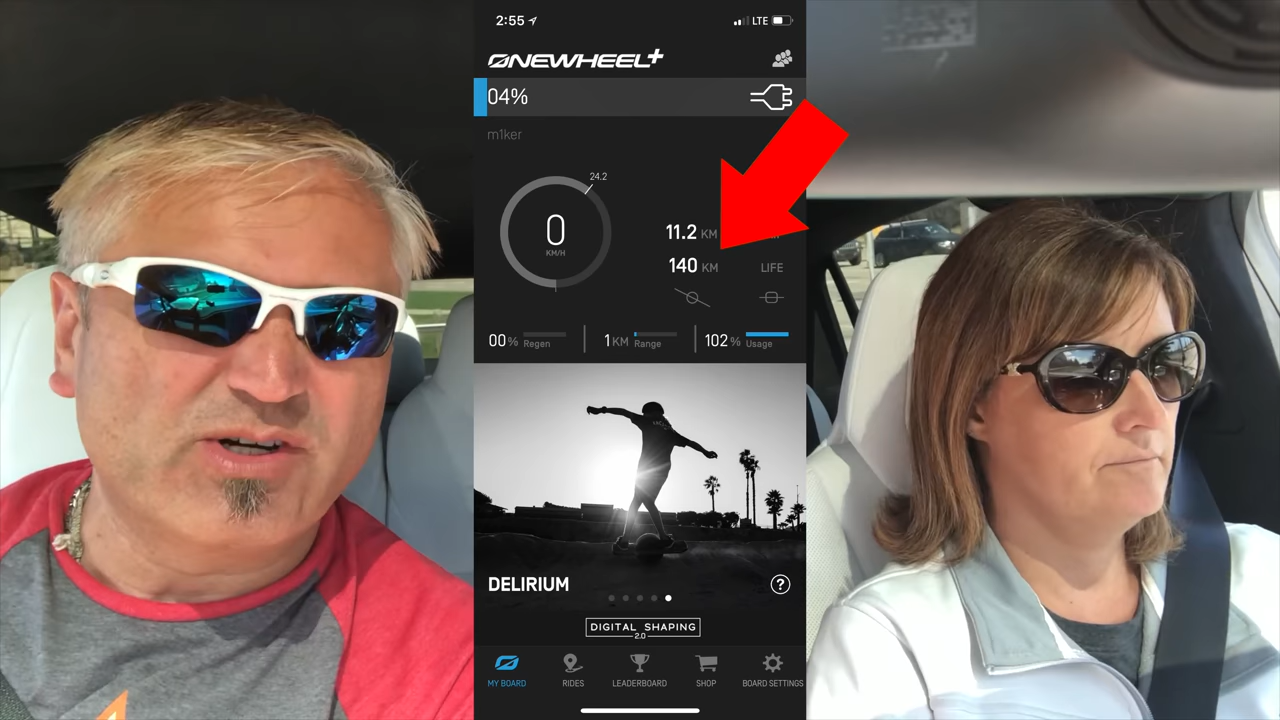 2:55
LTE
ONEWHEEL+
04%
m1ker
24.2
0
KM/H
11.2 KM
140 KM LIFE
00% Regen
1 KM Range
102% Usage
DELIRIUM
?
DIGITAL SHAPING
2.0
MY BOARD RIDES LEADERBOARD SHOP BOARD SETTINGS